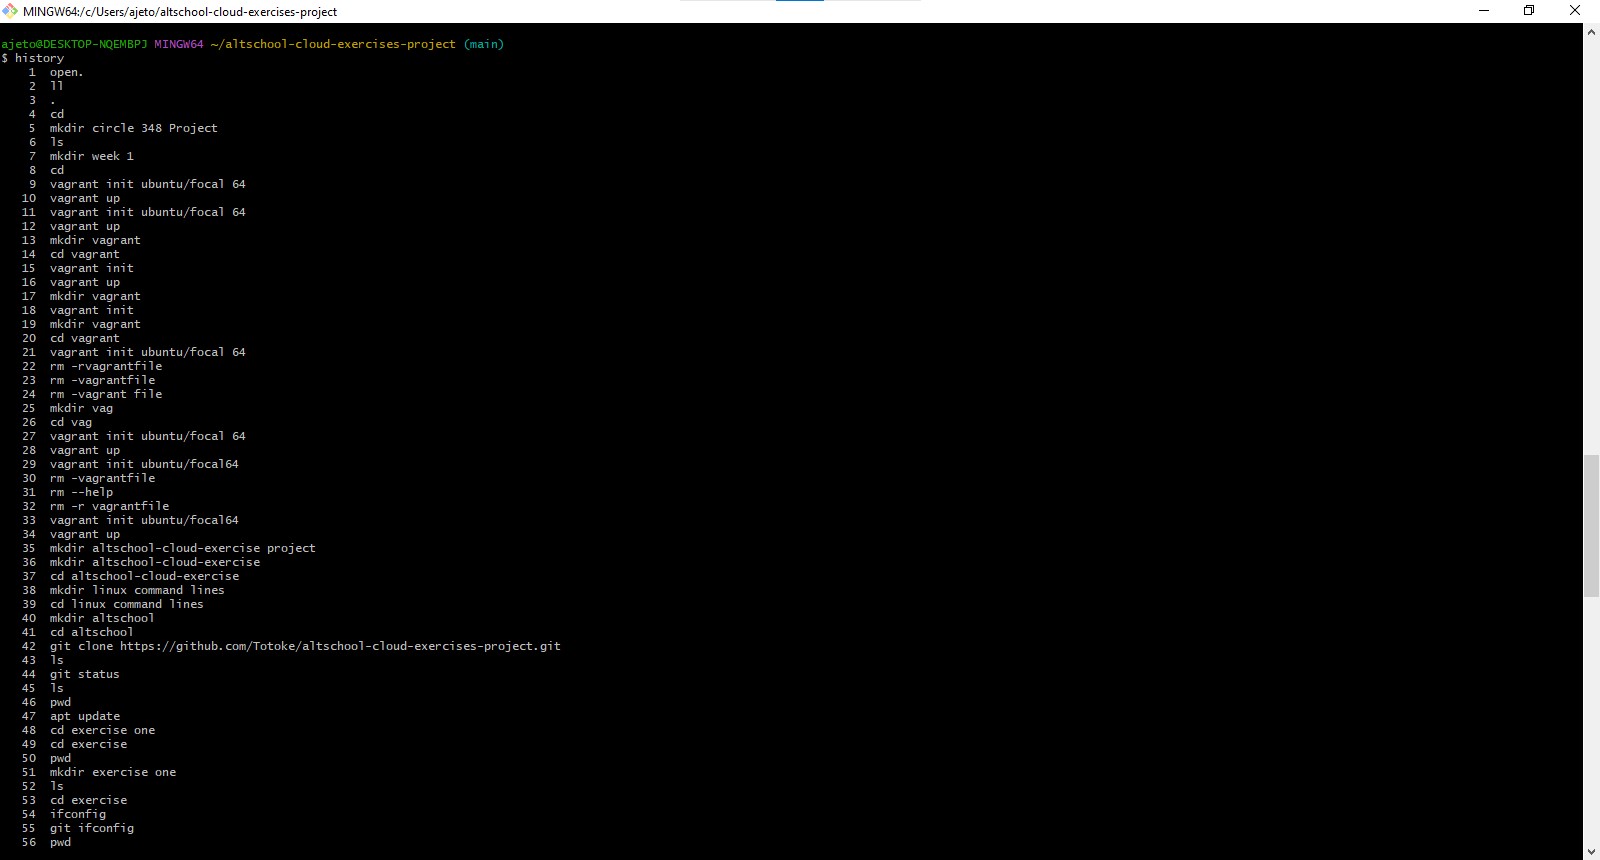 MINGW64:/c/Users/ajeto/altschool-cloud-exercises-project
ajeto@DESKTOP-NQEMBPJ MINGW64 ~/altschool-cloud-exercises-project (main)
$ history
1 open.
2 ll
3 .
4 cd
5 mkdir circle 348 Project
6 ls
7 mkdir week 1
8 cd
9 vagrant init ubuntu/focal 64
10 vagrant up
11 vagrant init ubuntu/focal 64
12 vagrant up
13 mkdir vagrant
14 cd vagrant
15 vagrant init
16 vagrant up
17 mkdir vagrant
18 vagrant init
19 mkdir vagrant
20 cd vagrant
21 vagrant init ubuntu/focal 64
22 rm -rvagrantfile
23 rm -vagrantfile
24 rm -vagrant file
25 mkdir vag
26 cd vag
27 vagrant init ubuntu/focal 64
28 vagrant up
29 vagrant init ubuntu/focal64
30 rm -vagrantfile
31 rm --help
32 rm -r vagrantfile
33 vagrant init ubuntu/focal64
34 vagrant up
35 mkdir altschool-cloud-exercise project
36 mkdir altschool-cloud-exercise
37 cd altschool-cloud-exercise
38 mkdir linux command lines
39 cd linux command lines
40 mkdir altschool
41 cd altschool
42 git clone https://github.com/Totoke/altschool-cloud-exercises-project.git
43 ls
44 git status
45 ls
46 pwd
47 apt update
48 cd exercise one
49 cd exercise
50 pwd
51 mkdir exercise one
52 ls
53 cd exercise
54 ifconfig
55 git ifconfig
56 pwd